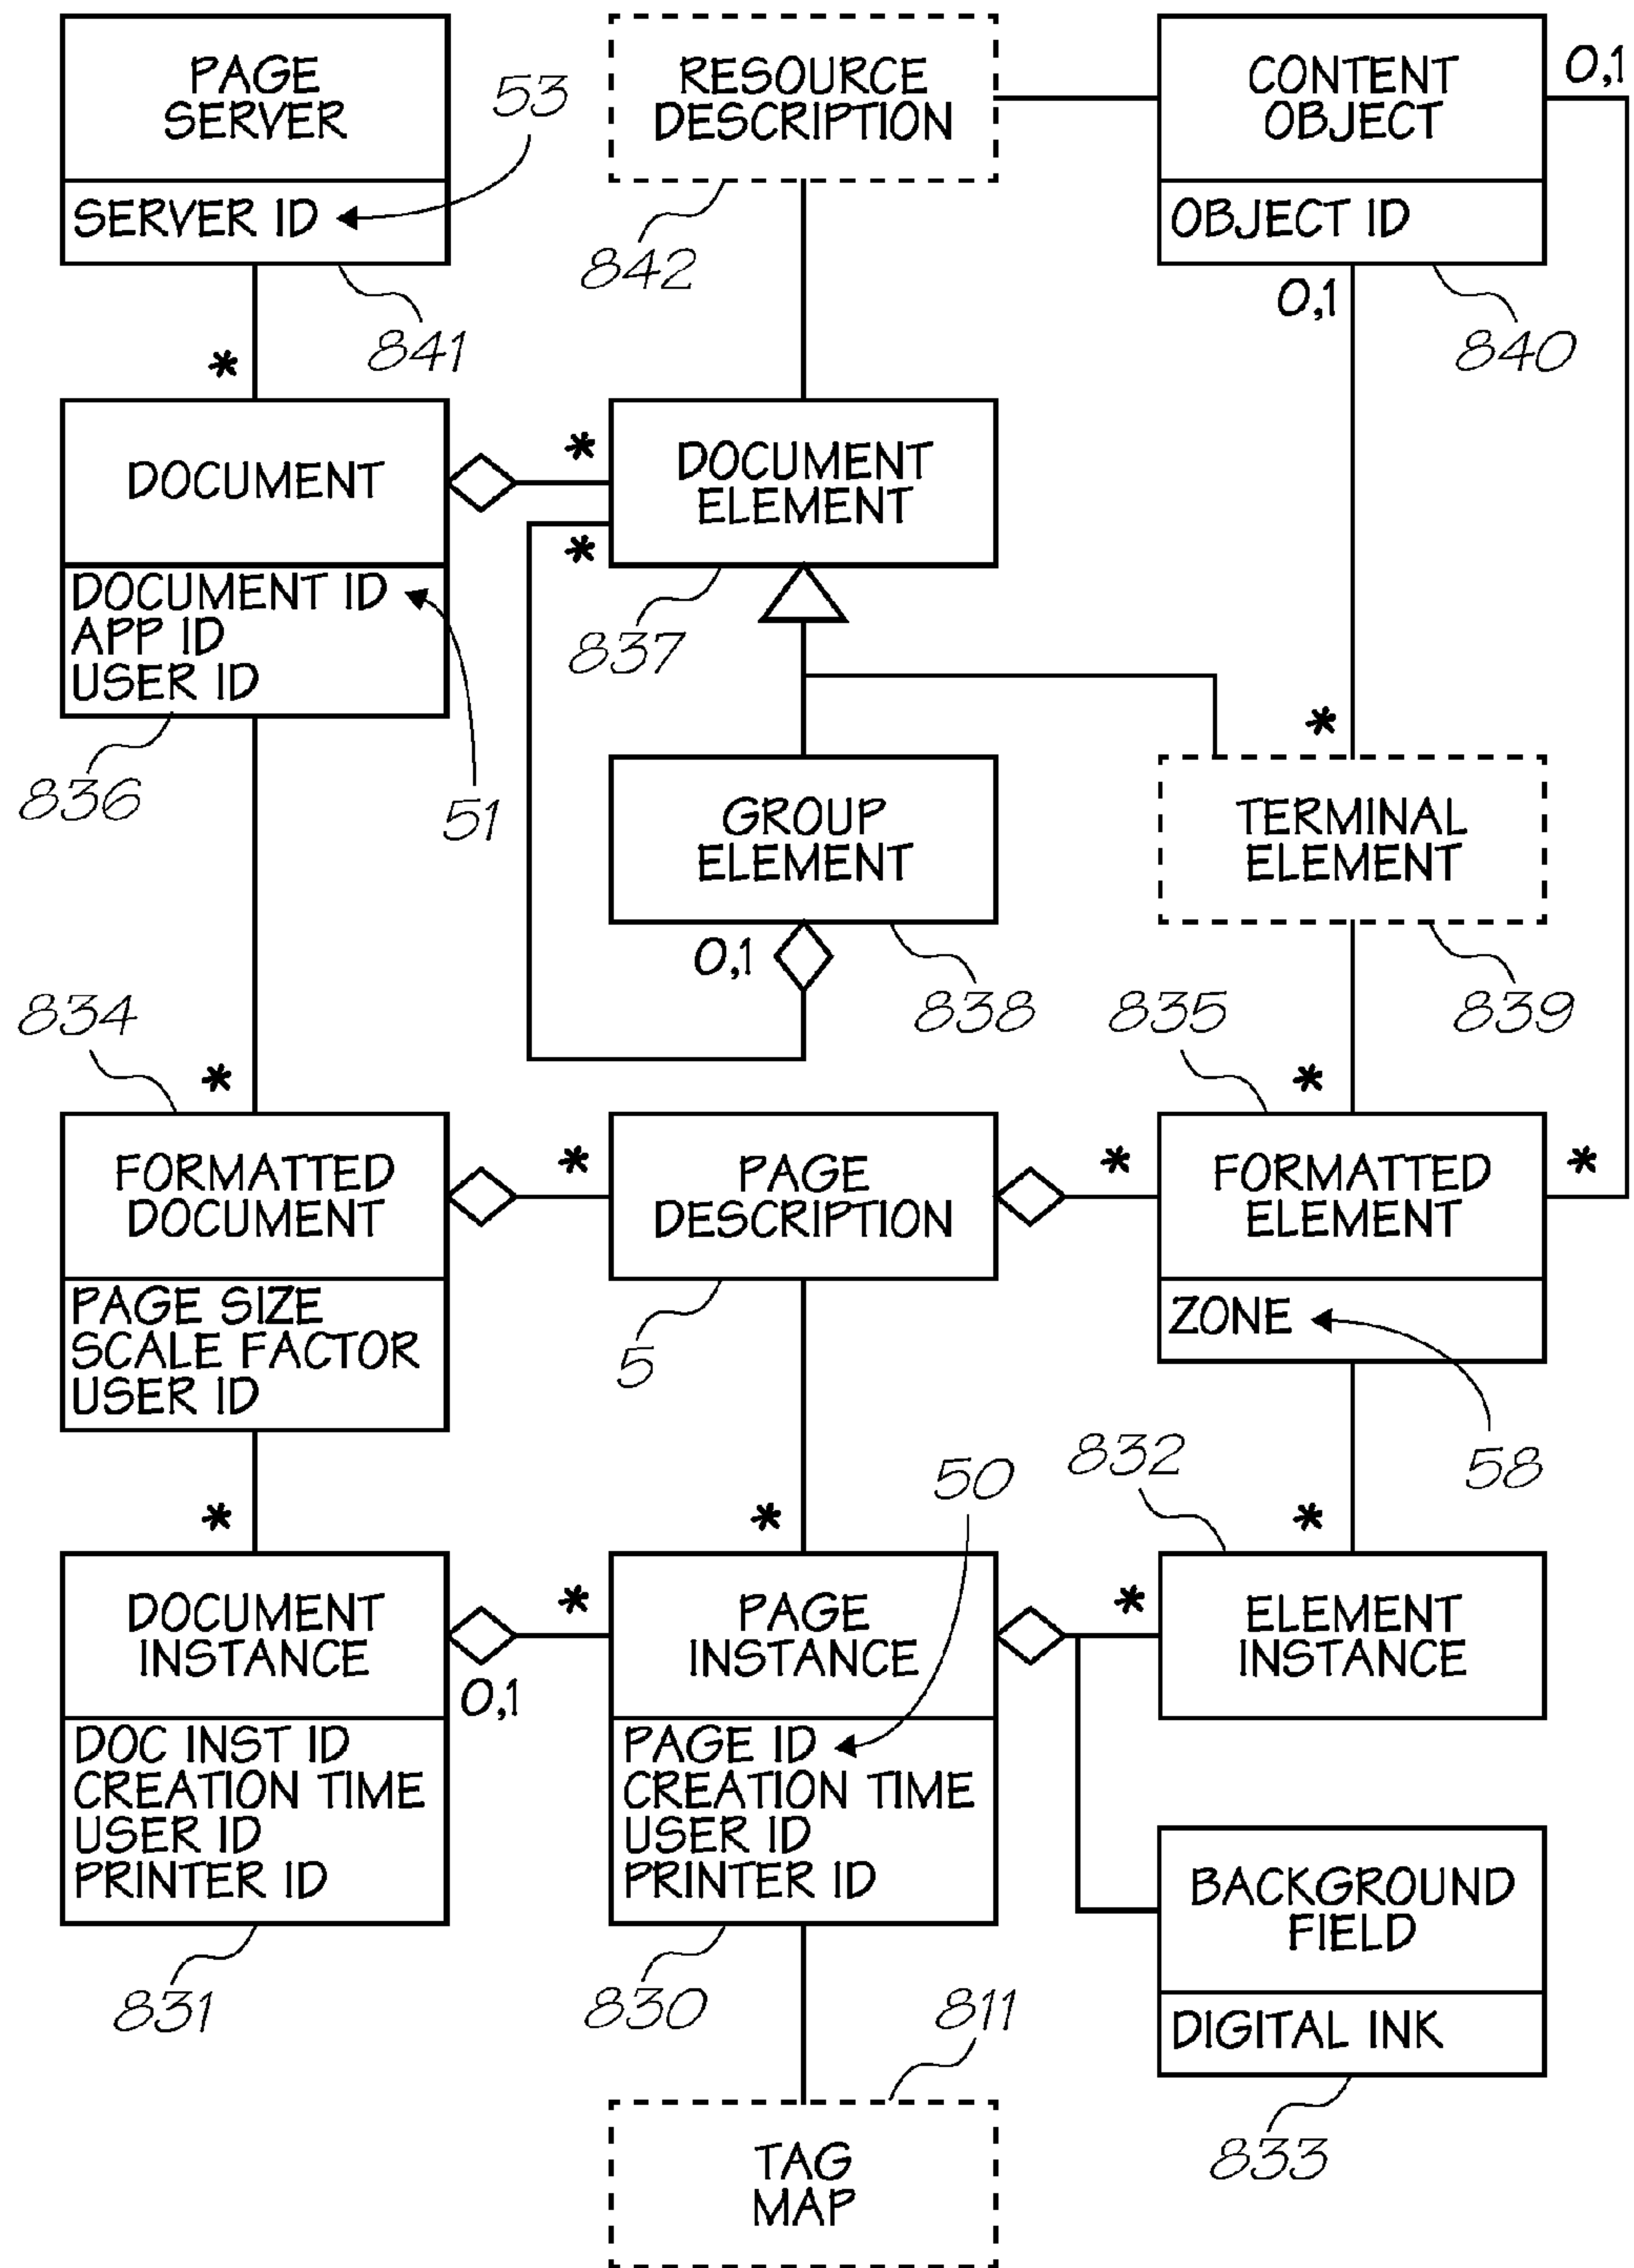 PAGE
SERVER
SERVER ID
53
841
RESOURCE
DESCRIPTION
842
CONTENT
OBJECT
OBJECT ID
0,1
0,1
840
*
DOCUMENT
DOCUMENT ID
APP ID
USER ID
836
51
*
DOCUMENT
ELEMENT
*
837
GROUP
ELEMENT
0,1
838
*
TERMINAL
ELEMENT
839
834
*
FORMATTED
DOCUMENT
PAGE SIZE
SCALE FACTOR
USER ID
*
PAGE
DESCRIPTION
5
835
*
*
FORMATTED
ELEMENT
*
ZONE
58
*
DOCUMENT
INSTANCE
0,1
DOC INST ID
CREATION TIME
USER ID
PRINTER ID
831
*
50
*
PAGE
INSTANCE
PAGE ID
CREATION TIME
USER ID
PRINTER ID
830
832
*
*
ELEMENT
INSTANCE
BACKGROUND
FIELD
DIGITAL INK
833
811
TAG
MAP